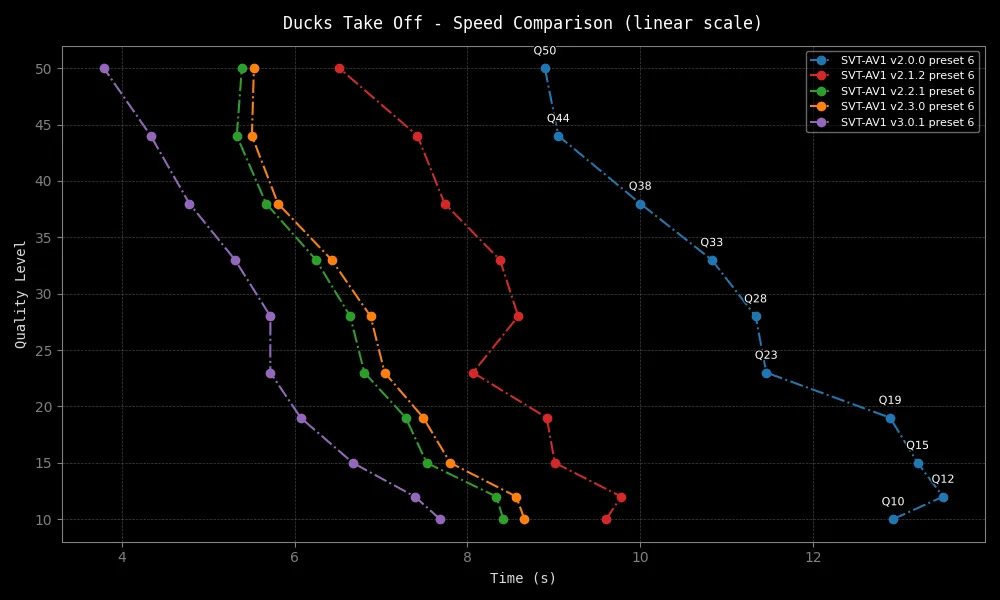 Ducks Take Off - Speed Comparison (linear scale)
SVT-AV1 v2.0.0 preset 6
SVT-AV1 v2.1.2 preset 6
SVT-AV1 v2.2.1 preset 6
SVT-AV1 v2.3.0 preset 6
SVT-AV1 v3.0.1 preset 6
Quality Level
50
45
40
35
30
25
20
15
10
Q50
Q44
Q38
Q33
Q28
Q23
Q19
Q15
Q12
Q10
4 6 8 10 12
Time (s)